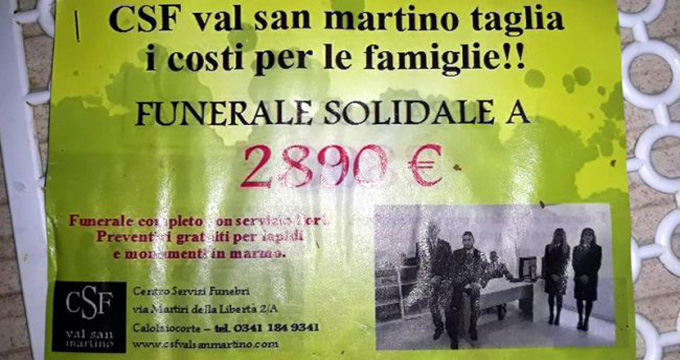 CSF val san martino taglia
i costi per le famiglie!!
FUNERALE SOLIDALE A
2890 €
Funerale completo con servizio fiori.
Preventivi gratuiti per lapidi
e monumenti in marmo.
CSF
val san
martino
Centro Servizi Funebri
via Martiri della Libertà 2/A
Calolziocorte – tel. 0341 184 9341
www.csfvalsanmartino.com